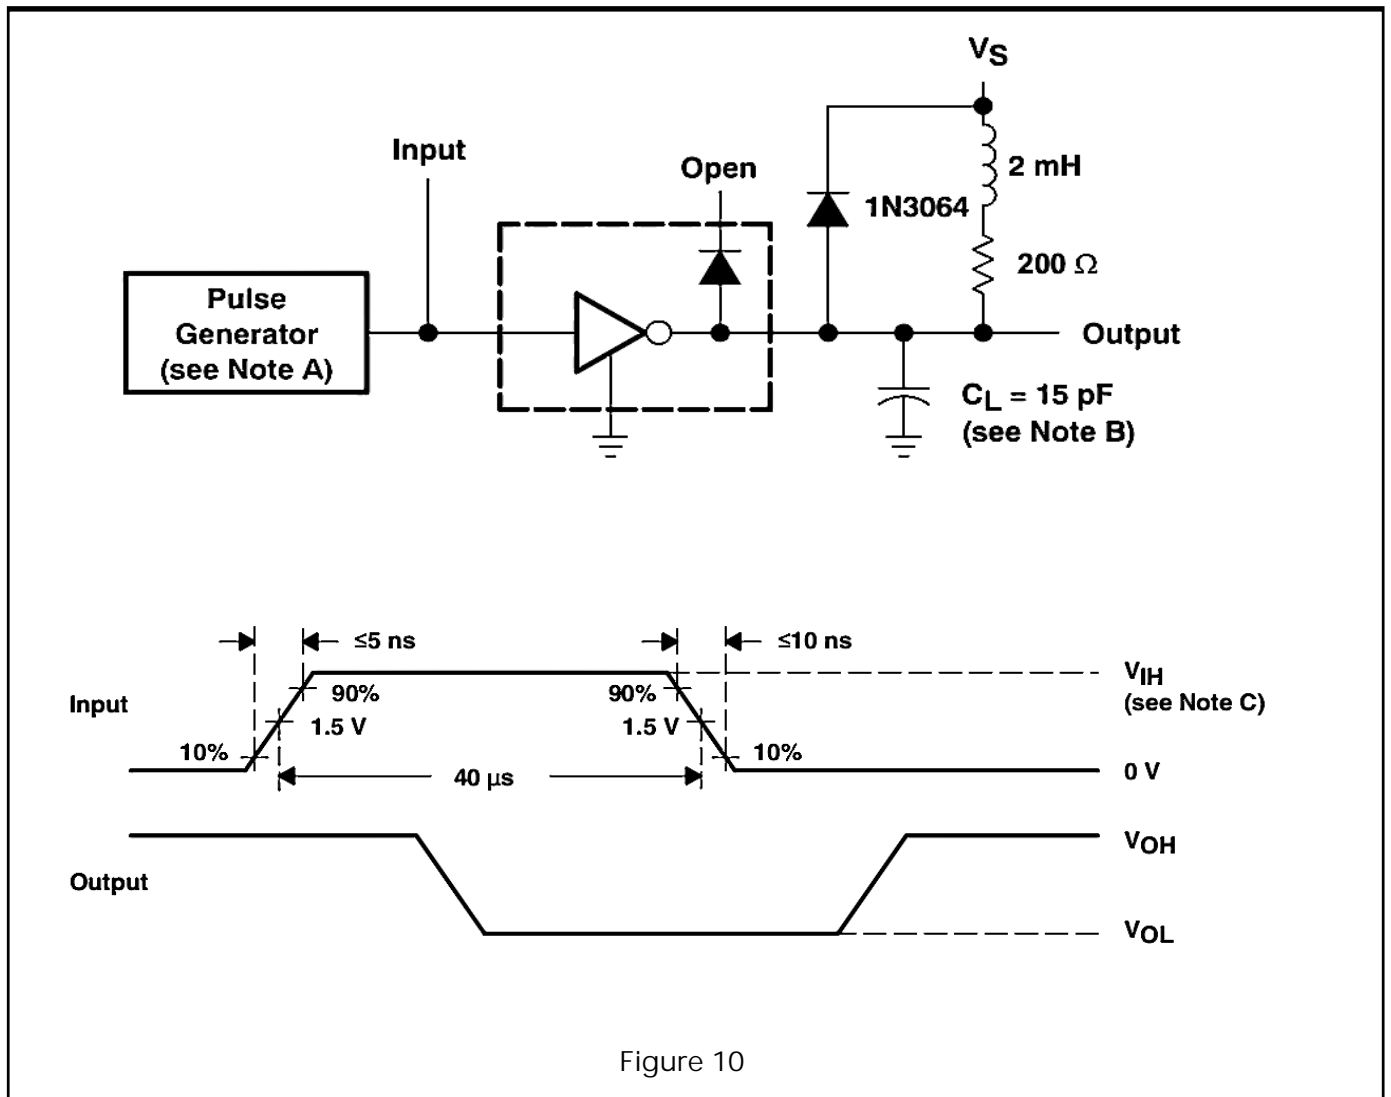 VS
Input
Open
2 mH
1N3064
200 Ω
Pulse
Generator
(see Note A)
Output
CL = 15 pF
(see Note B)
≤5 ns
≤10 ns
Input
90%
90%
VIH
(see Note C)
1.5 V
1.5 V
10%
10%
40 μs
0 V
VOH
Output
VOL
Figure 10